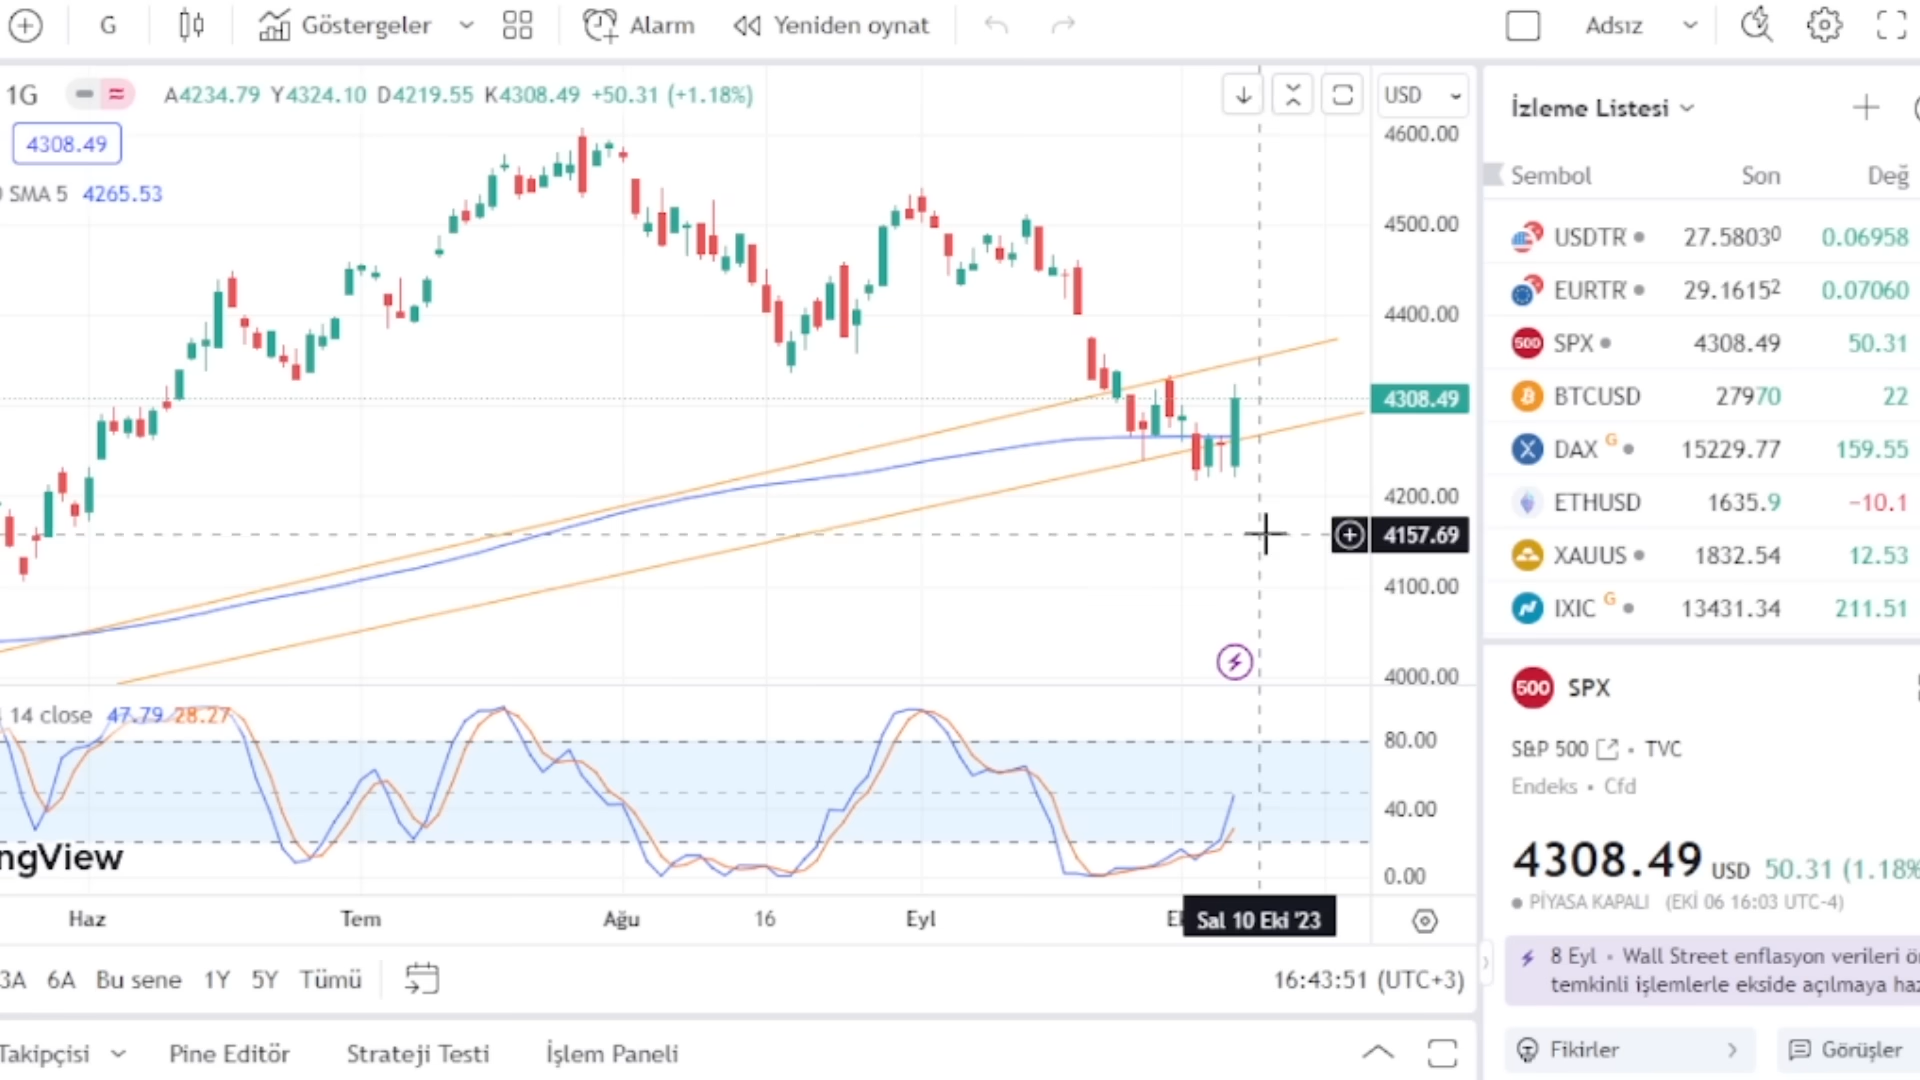 G Göstergeler Alarm Yeniden oynat Adsız
1G A4234.79 Y4324.10 D4219.55 K4308.49 +50.31 (+1.18%) USD
4308.49
SMA 5 4265.53
4600.00
4500.00
4400.00
4308.49
4200.00
4157.69
4100.00
4000.00
14 close 47.79 28.27
80.00
40.00
0.00
ngView
Haz Tem Ağu 16 Eyl Sal 10 Eki '23
3A 6A Bu sene 1Y 5Y Tümü 16:43:51 (UTC+3)
Takipçisi Pine Editör Strateji Testi İşlem Paneli
İzleme Listesi
Sembol Son Değ
USDTR 27.58030 0.06958
EURTR 29.16152 0.07060
500 SPX 4308.49 50.31
BTCUSD 27970 22
DAX G 15229.77 159.55
ETHUSD 1635.9 −10.1
XAUUS 1832.54 12.53
IXIC G 13431.34 211.51
500 SPX
S&P 500 • TVC
Endeks • Cfd
4308.49 USD 50.31 (1.18%
PİYASA KAPALI (EKİ 06 16:03 UTC-4)
8 Eyl • Wall Street enflasyon verileri
temkinli işlemlerle ekside açılmaya
Fikirler Görüşler